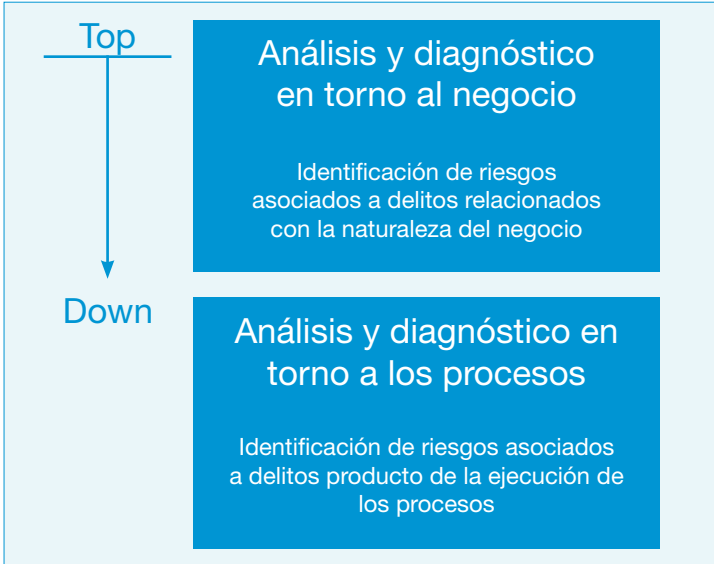 Top
Análisis y diagnóstico
en torno al negocio
Identificación de riesgos
asociados a delitos relacionados
con la naturaleza del negocio
Down
Análisis y diagnóstico en
torno a los procesos
Identificación de riesgos asociados
a delitos producto de la ejecución de
los procesos